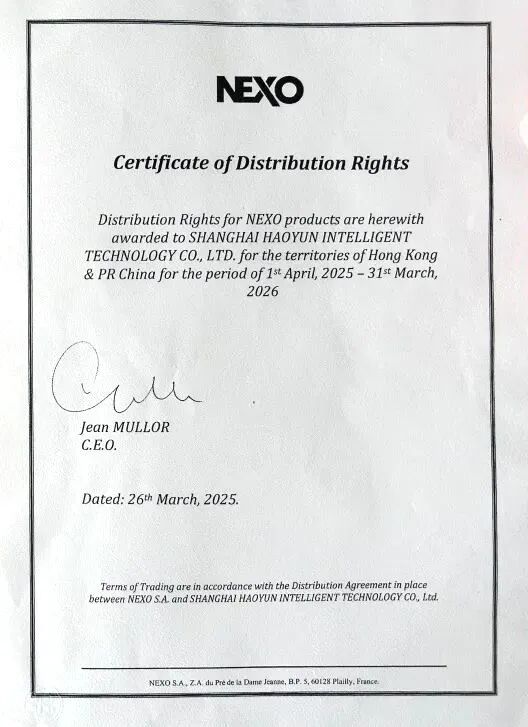 NEXO
Certificate of Distribution Rights
Distribution Rights for NEXO products are herewith
awarded to SHANGHAI HAOYUN INTELLIGENT
TECHNOLOGY CO., LTD. for the territories of Hong Kong
& PR China for the period of 1st April, 2025 – 31st March,
2026
Jean MULLOR
C.E.O.
Dated: 26th March, 2025.
Terms of Trading are in accordance with the Distribution Agreement in place
between NEXO S.A. and SHANGHAI HAOYUN INTELLIGENT TECHNOLOGY CO., Ltd.
NEXO S.A., Z.A. du Pré de la Dame Jeanne, B.P. 5, 60128 Plailly, France.